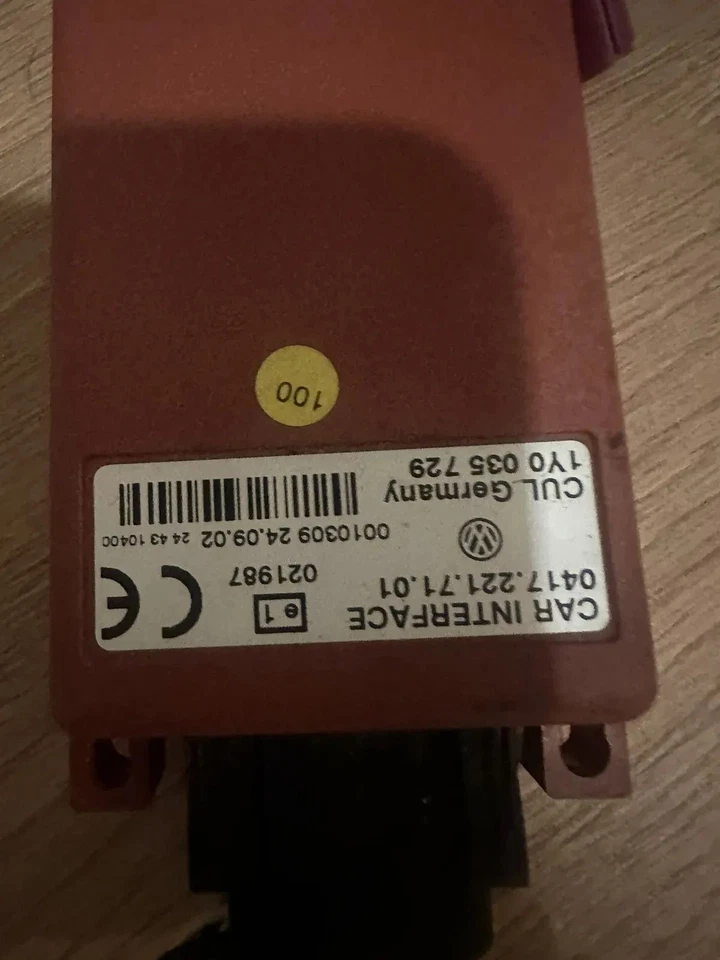 CAR INTERFACE
0417.221.71.01
e 1
021987
CE
0010309 24.09.02 24 43 10400
CUL Germany
1Y0 035 729
100